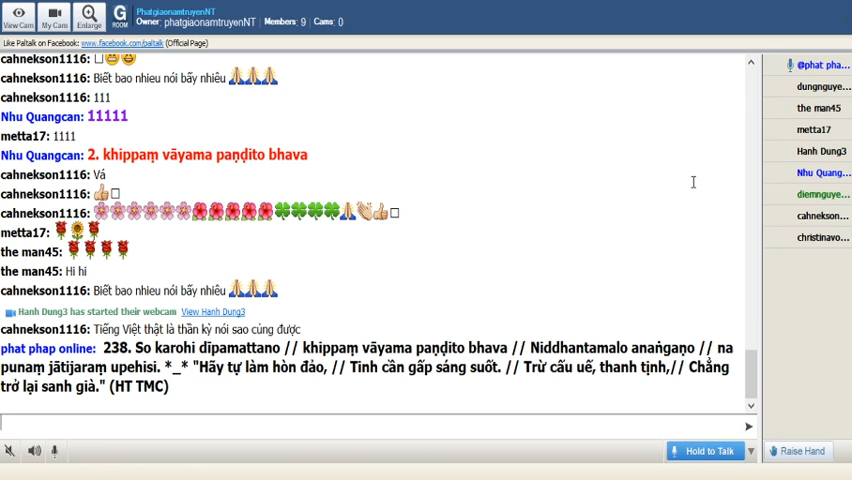 PhatgiaonamtruyenNT
Owner: phatgiaonamtruyenNT Members: 9 Cams: 0
View Cam My Cam Enlarge G ROOM
Like Paltalk on Facebook: www.facebook.com/paltalk (Official Page)
cahnekson1116:
cahnekson1116: Biết bao nhieu nói bấy nhiêu
cahnekson1116: 111
Nhu Quangcan: 11111
metta17: 1111
Nhu Quangcan: 2. khippaṃ vāyama paṇḍito bhava
cahnekson1116: Vá
cahnekson1116:
cahnekson1116:
metta17:
the man45:
the man45: Hi hi
cahnekson1116: Biết bao nhieu nói bấy nhiêu
Hanh Dung3 has started their webcam View Hanh Dung3
cahnekson1116: Tiếng Việt thật là thần kỳ nói sao cúng được
phat phap online: 238. So karohi dīpamattano // khippaṃ vāyama paṇḍito bhava // Niddhantamalo anaṅgaṇo // na
punaṃ jātijaraṃ upehisi. *_* "Hãy tự làm hòn đảo, // Tinh cần gấp sáng suốt. // Trừ cấu uế, thanh tịnh,// Chẳng
trở lại sanh già." (HT TMC)
@phat pha...
dungnguye...
the man45
metta17
Hanh Dung3
Nhu Quang...
diemnguye...
cahnekson...
christinavo...
Hold to Talk
Raise Hand